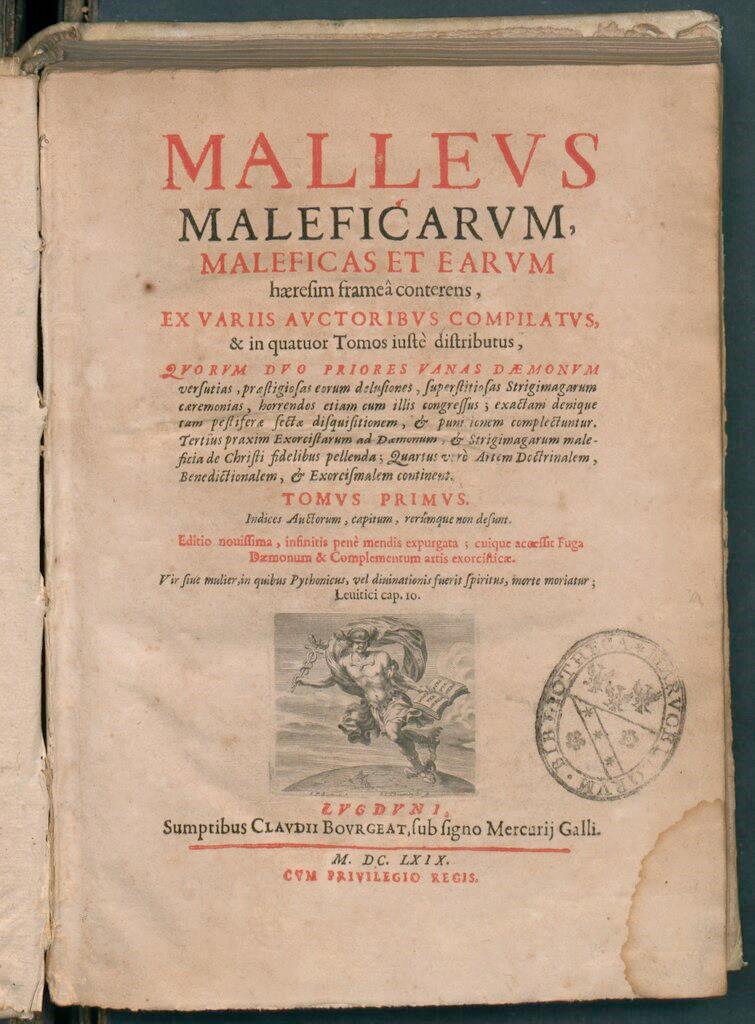 MALLEVS
MALEFICARVM,
MALEFICAS ET EARVM
hæreſim frameâ conterens,
EX VARIIS AVCTORIBVS COMPILATVS,
& in quatuor Tomos iuſtè diſtributus,
QVORVM DVO PRIORES VANAS DÆMONVM
verſutias, præſtigioſas eorum deluſiones, ſuperſtitioſas Strigimagarum
cæremonias, horrendos etiam cum illis congreſſus; exactam denique
tam peſtiferæ ſectæ diſquiſitionem, & punitionem complectuntur.
Tertius praxim Exorciſtarum ad Dæmonum, & Strigimagarum male-
ficia de Chriſti fidelibus pellenda; Quartus verò Artem Doctrinalem,
Benedictionalem, & Exorciſmalem continent.
TOMVS PRIMVS.
Indices Auctorum, capitum, rerúmque non deſunt.
Editio nouiſſima, infinitis penè mendis expurgata; cuique acceſſit Fuga
Dæmonum & Complementum artis exorciſticæ.
Vir ſiue mulier, in quibus Pythonicus, vel diuinationis fuerit ſpiritus, morte moriatur;
Leuitici cap. 10.
LVGDVNI,
Sumptibus CLAVDII BOVRGEAT, ſub ſigno Mercurij Galli.
M. DC. LXIX.
CVM PRIVILEGIO REGIS.
BIBLIOTHECA HARVCKERORVM